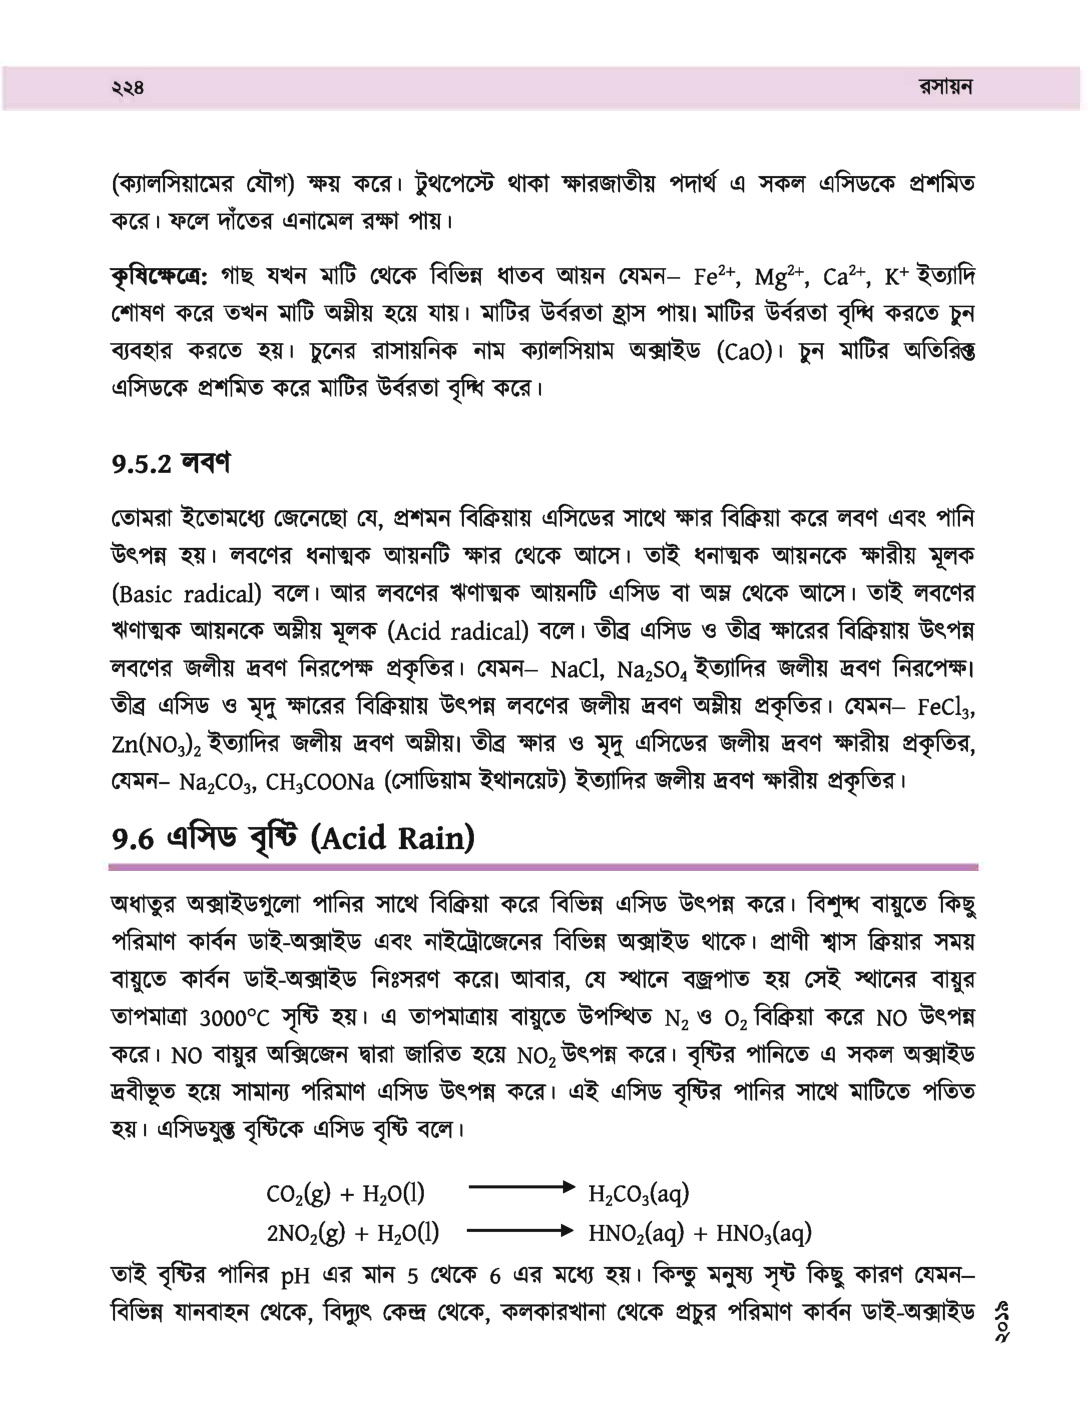 ২২৪ রসায়ন
(ক্যালসিয়ামের যৌগ) ক্ষয় করে। টুথপেস্টে থাকা ক্ষারজাতীয় পদার্থ এ সকল এসিডকে প্রশমিত
করে। ফলে দাঁতের এনামেল রক্ষা পায়।
কৃষিক্ষেত্রে: গাছ যখন মাটি থেকে বিভিন্ন ধাতব আয়ন যেমন– Fe²⁺, Mg²⁺, Ca²⁺, K⁺ ইত্যাদি
শোষণ করে তখন মাটি অম্লীয় হয়ে যায়। মাটির উর্বরতা হ্রাস পায়। মাটির উর্বরতা বৃদ্ধি করতে চুন
ব্যবহার করতে হয়। চুনের রাসায়নিক নাম ক্যালসিয়াম অক্সাইড (CaO)। চুন মাটির অতিরিক্ত
এসিডকে প্রশমিত করে মাটির উর্বরতা বৃদ্ধি করে।
9.5.2 লবণ
তোমরা ইতোমধ্যে জেনেছো যে, প্রশমন বিক্রিয়ায় এসিডের সাথে ক্ষার বিক্রিয়া করে লবণ এবং পানি
উৎপন্ন হয়। লবণের ধনাত্মক আয়নটি ক্ষার থেকে আসে। তাই ধনাত্মক আয়নকে ক্ষারীয় মূলক
(Basic radical) বলে। আর লবণের ঋণাত্মক আয়নটি এসিড বা অম্ল থেকে আসে। তাই লবণের
ঋণাত্মক আয়নকে অম্লীয় মূলক (Acid radical) বলে। তীব্র এসিড ও তীব্র ক্ষারের বিক্রিয়ায় উৎপন্ন
লবণের জলীয় দ্রবণ নিরপেক্ষ প্রকৃতির। যেমন– NaCl, Na₂SO₄ ইত্যাদির জলীয় দ্রবণ নিরপেক্ষ।
তীব্র এসিড ও মৃদু ক্ষারের বিক্রিয়ায় উৎপন্ন লবণের জলীয় দ্রবণ অম্লীয় প্রকৃতির। যেমন– FeCl₃,
Zn(NO₃)₂ ইত্যাদির জলীয় দ্রবণ অম্লীয়। তীব্র ক্ষার ও মৃদু এসিডের জলীয় দ্রবণ ক্ষারীয় প্রকৃতির,
যেমন– Na₂CO₃, CH₃COONa (সোডিয়াম ইথানয়েট) ইত্যাদির জলীয় দ্রবণ ক্ষারীয় প্রকৃতির।
9.6 এসিড বৃষ্টি (Acid Rain)
অধাতুর অক্সাইডগুলো পানির সাথে বিক্রিয়া করে বিভিন্ন এসিড উৎপন্ন করে। বিশুদ্ধ বায়ুতে কিছু
পরিমাণ কার্বন ডাই-অক্সাইড এবং নাইট্রোজেনের বিভিন্ন অক্সাইড থাকে। প্রাণী শ্বাস ক্রিয়ার সময়
বায়ুতে কার্বন ডাই-অক্সাইড নিঃসরণ করে। আবার, যে স্থানে বজ্রপাত হয় সেই স্থানের বায়ুর
তাপমাত্রা 3000°C সৃষ্টি হয়। এ তাপমাত্রায় বায়ুতে উপস্থিত N₂ ও O₂ বিক্রিয়া করে NO উৎপন্ন
করে। NO বায়ুর অক্সিজেন দ্বারা জারিত হয়ে NO₂ উৎপন্ন করে। বৃষ্টির পানিতে এ সকল অক্সাইড
দ্রবীভূত হয়ে সামান্য পরিমাণ এসিড উৎপন্ন করে। এই এসিড বৃষ্টির পানির সাথে মাটিতে পতিত
হয়। এসিডযুক্ত বৃষ্টিকে এসিড বৃষ্টি বলে।
CO₂(g) + H₂O(l) ⟶ H₂CO₃(aq)
2NO₂(g) + H₂O(l) ⟶ HNO₂(aq) + HNO₃(aq)
তাই বৃষ্টির পানির pH এর মান 5 থেকে 6 এর মধ্যে হয়। কিন্তু মনুষ্য সৃষ্ট কিছু কারণ যেমন–
বিভিন্ন যানবাহন থেকে, বিদ্যুৎ কেন্দ্র থেকে, কলকারখানা থেকে প্রচুর পরিমাণ কার্বন ডাই-অক্সাইড
২০১৯